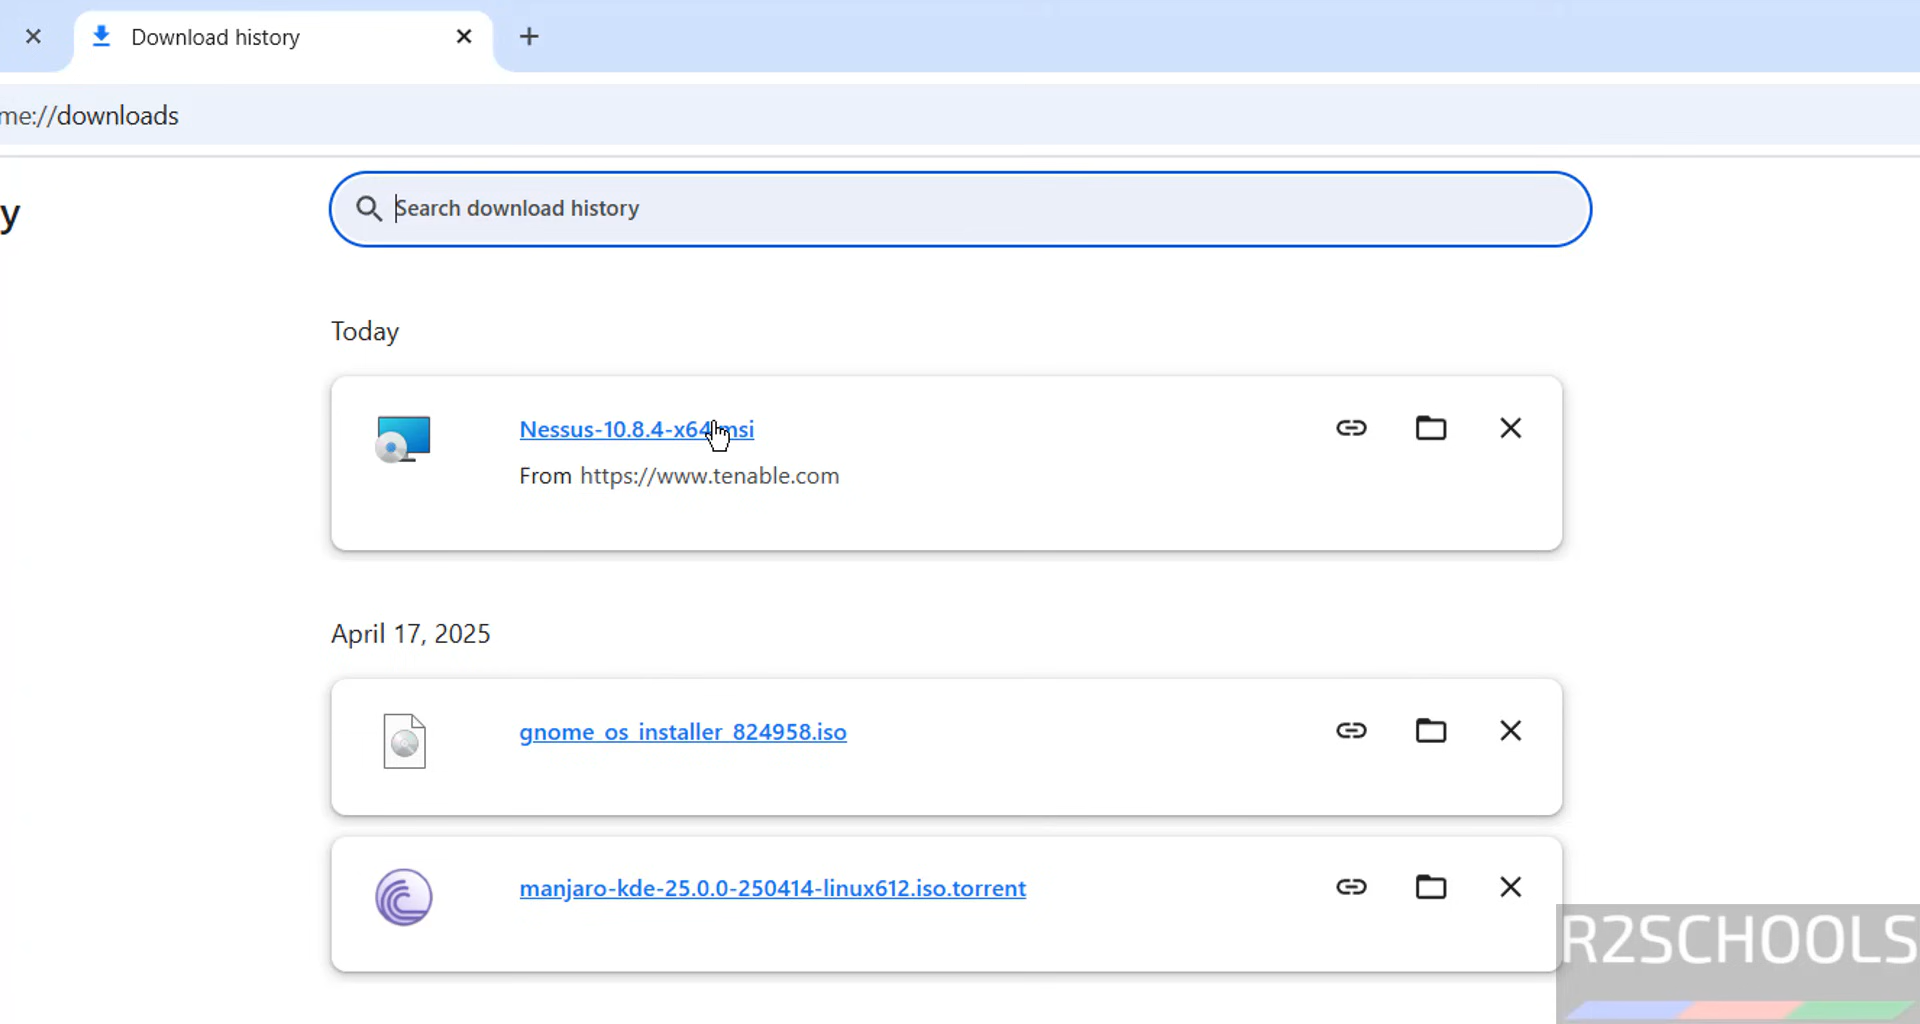 Download history
me://downloads
y
Search download history
Today
Nessus-10.8.4-x64.msi
From https://www.tenable.com
April 17, 2025
gnome_os_installer_824958.iso
manjaro-kde-25.0.0-250414-linux612.iso.torrent
R2SCHOOLS